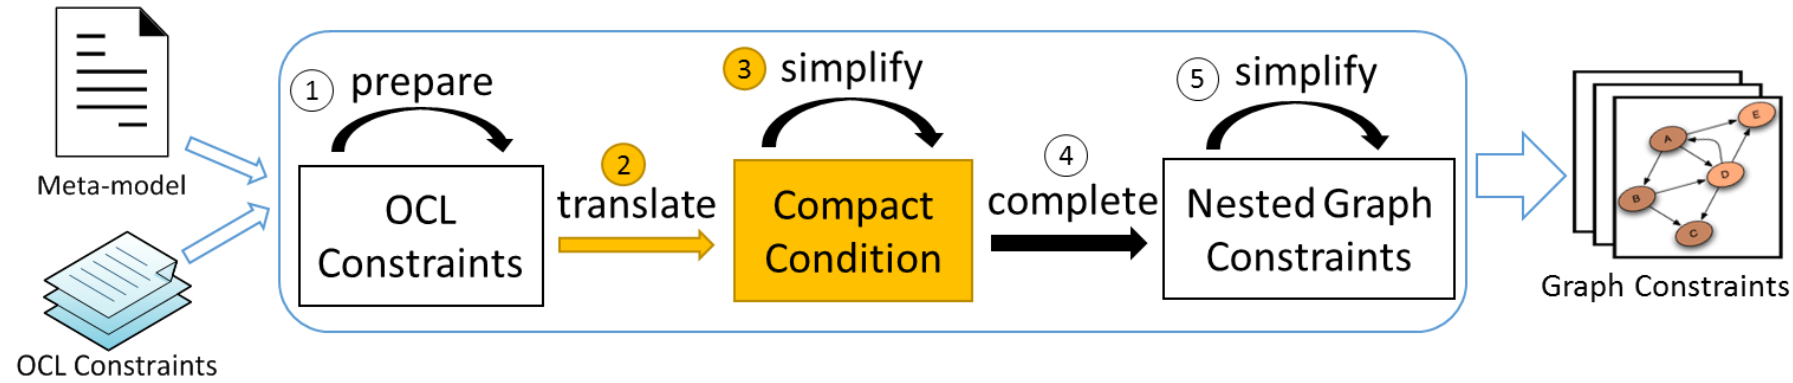 Meta-model
OCL Constraints
1 prepare
OCL
Constraints
2
translate
3 simplify
Compact
Condition
4
complete
5 simplify
Nested Graph
Constraints
E
A
D
B
C
Graph Constraints